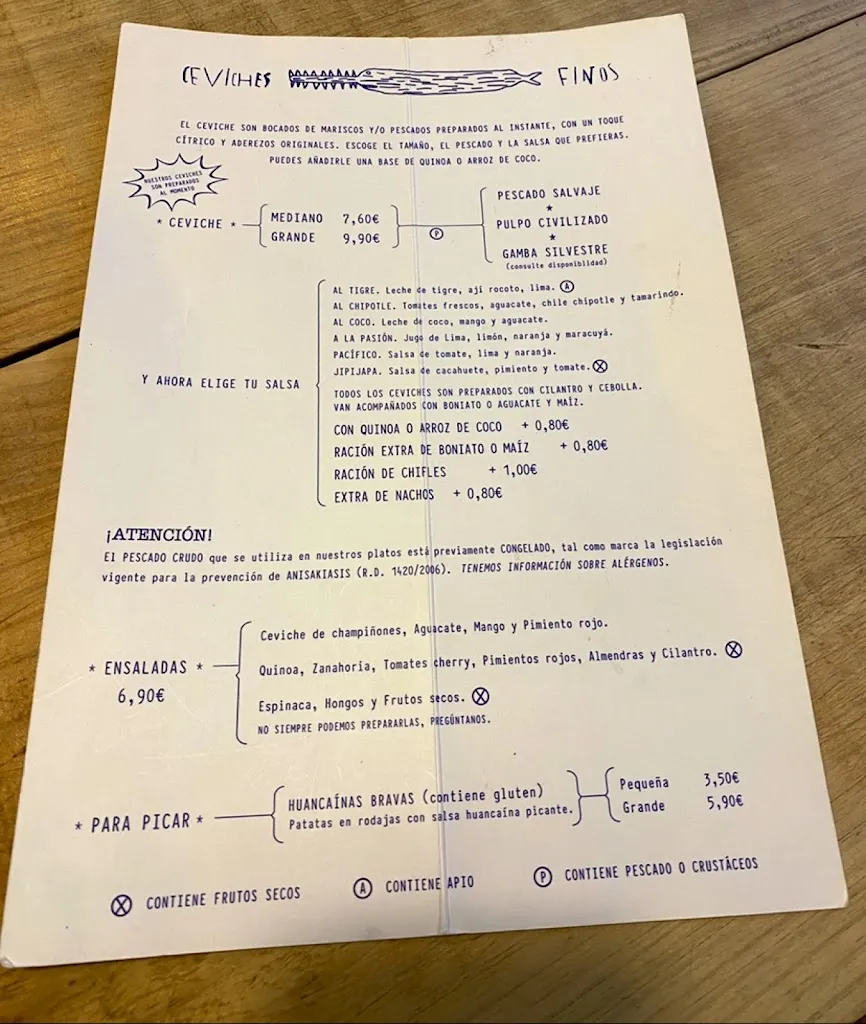 CEVICHES FINOS
EL CEVICHE SON BOCADOS DE MARISCOS Y/O PESCADOS PREPARADOS AL INSTANTE, CON UN TOQUE
CÍTRICO Y ADEREZOS ORIGINALES. ESCOGE EL TAMAÑO, EL PESCADO Y LA SALSA QUE PREFIERAS.
PUEDES AÑADIRLE UNA BASE DE QUINOA O ARROZ DE COCO.
NUESTROS CEVICHES
SON PREPARADOS
AL MOMENTO
* CEVICHE *
MEDIANO 7,60€
GRANDE 9,90€
P
PESCADO SALVAJE
★
PULPO CIVILIZADO
★
GAMBA SILVESTRE
(consulte disponiblidad)
Y AHORA ELIGE TU SALSA
AL TIGRE. Leche de tigre, ají rocoto, lima. A
AL CHIPOTLE. Tomates frescos, aguacate, chile chipotle y tamarindo.
AL COCO. Leche de coco, mango y aguacate.
A LA PASIÓN. Jugo de Lima, limón, naranja y maracuyá.
PACÍFICO. Salsa de tomate, lima y naranja.
JIPIJAPA. Salsa de cacahuete, pimiento y tomate. X
TODOS LOS CEVICHES SON PREPARADOS CON CILANTRO Y CEBOLLA.
VAN ACOMPAÑADOS CON BONIATO O AGUACATE Y MAÍZ.
CON QUINOA O ARROZ DE COCO + 0,80€
RACIÓN EXTRA DE BONIATO O MAÍZ + 0,80€
RACIÓN DE CHIFLES + 1,00€
EXTRA DE NACHOS + 0,80€
¡ATENCIÓN!
El PESCADO CRUDO que se utiliza en nuestros platos está previamente CONGELADO, tal como marca la legislación
vigente para la prevención de ANISAKIASIS (R.D. 1420/2006). TENEMOS INFORMACIÓN SOBRE ALÉRGENOS.
* ENSALADAS *
6,90€
Ceviche de champiñones, Aguacate, Mango y Pimiento rojo.
Quinoa, Zanahoria, Tomates cherry, Pimientos rojos, Almendras y Cilantro. X
Espinaca, Hongos y Frutos secos. X
NO SIEMPRE PODEMOS PREPARARLAS, PREGÚNTANOS.
* PARA PICAR *
HUANCAÍNAS BRAVAS (contiene gluten)
Patatas en rodajas con salsa huancaína picante.
Pequeña 3,50€
Grande 5,90€
X CONTIENE FRUTOS SECOS
A CONTIENE APIO
P CONTIENE PESCADO O CRUSTÁCEOS